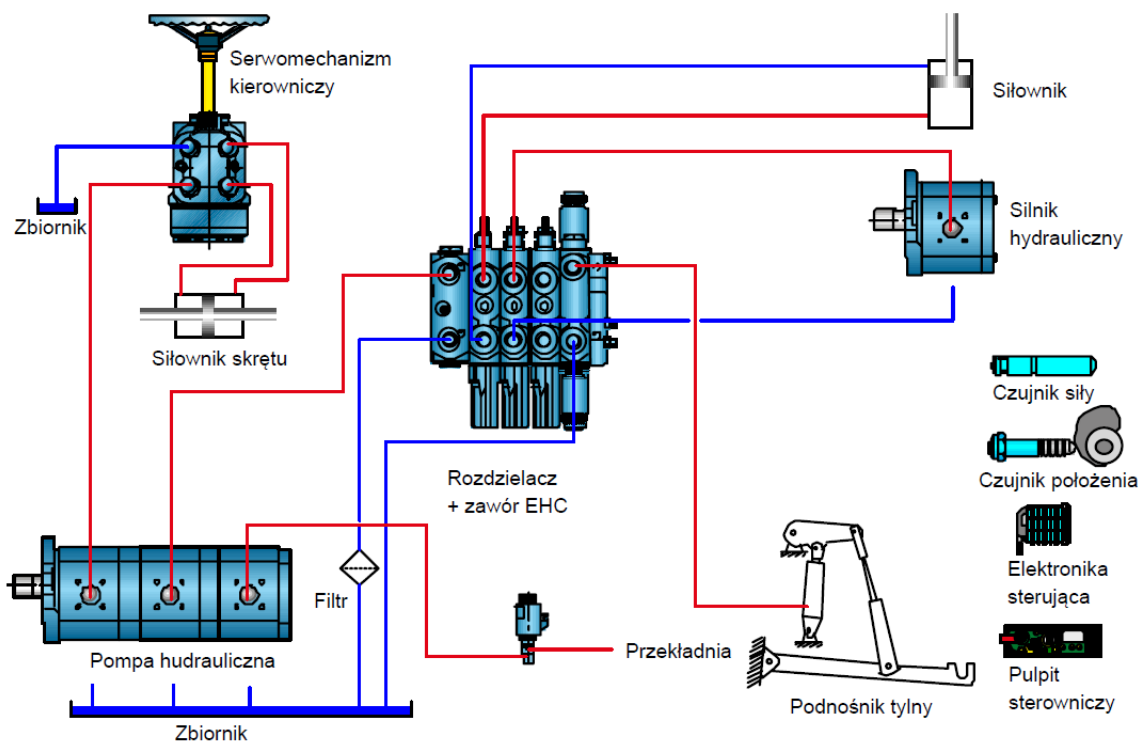 Serwomechanizm
kierowniczy
Zbiornik
Siłownik skrętu
Siłownik
Silnik
hydrauliczny
Rozdzielacz
+ zawór EHC
Czujnik siły
Czujnik położenia
Elektronika
sterująca
Pulpit
sterowniczy
Filtr
Pompa hudrauliczna
Zbiornik
Przekładnia
Podnośnik tylny